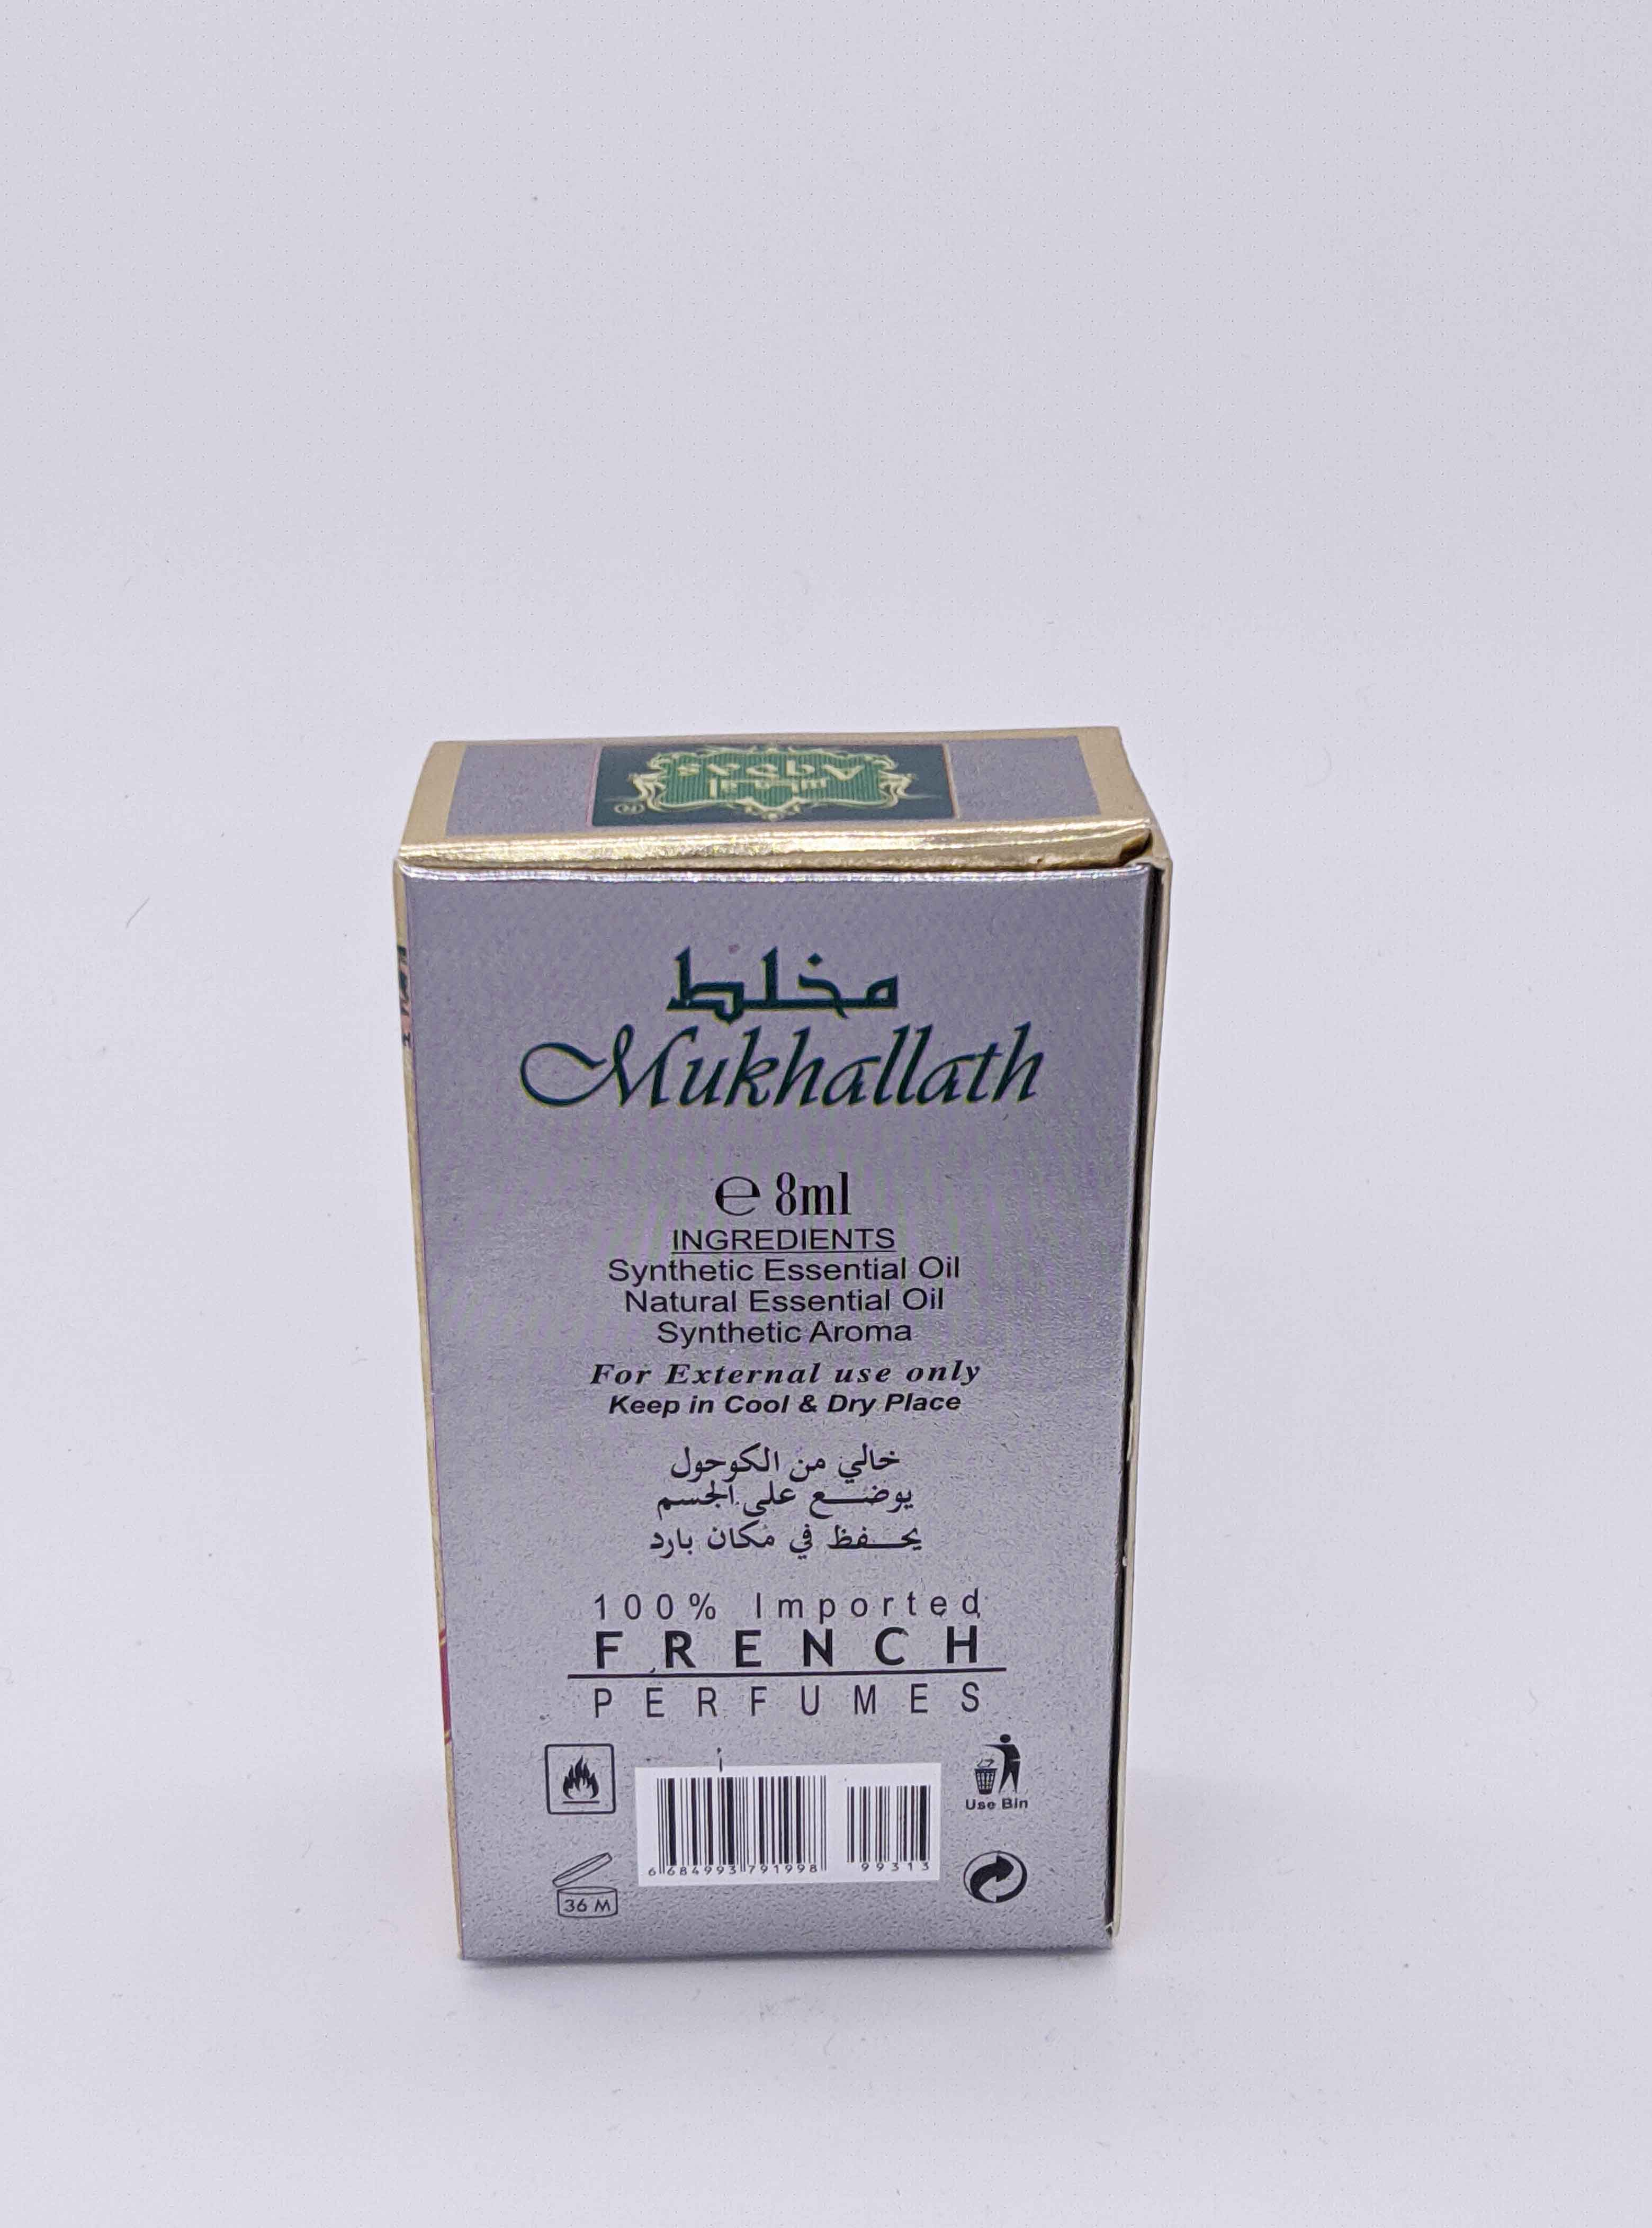 Aqdas
®
مخلط
Mukhallath
℮ 8ml
INGREDIENTS
Synthetic Essential Oil
Natural Essential Oil
Synthetic Aroma
For External use only
Keep in Cool & Dry Place
خالي من الكوحول
يوضع على الجسم
يحفظ في مكان بارد
100% Imported
FRENCH
PERFUMES
Use Bin
6 684993 791998
99313
36 M